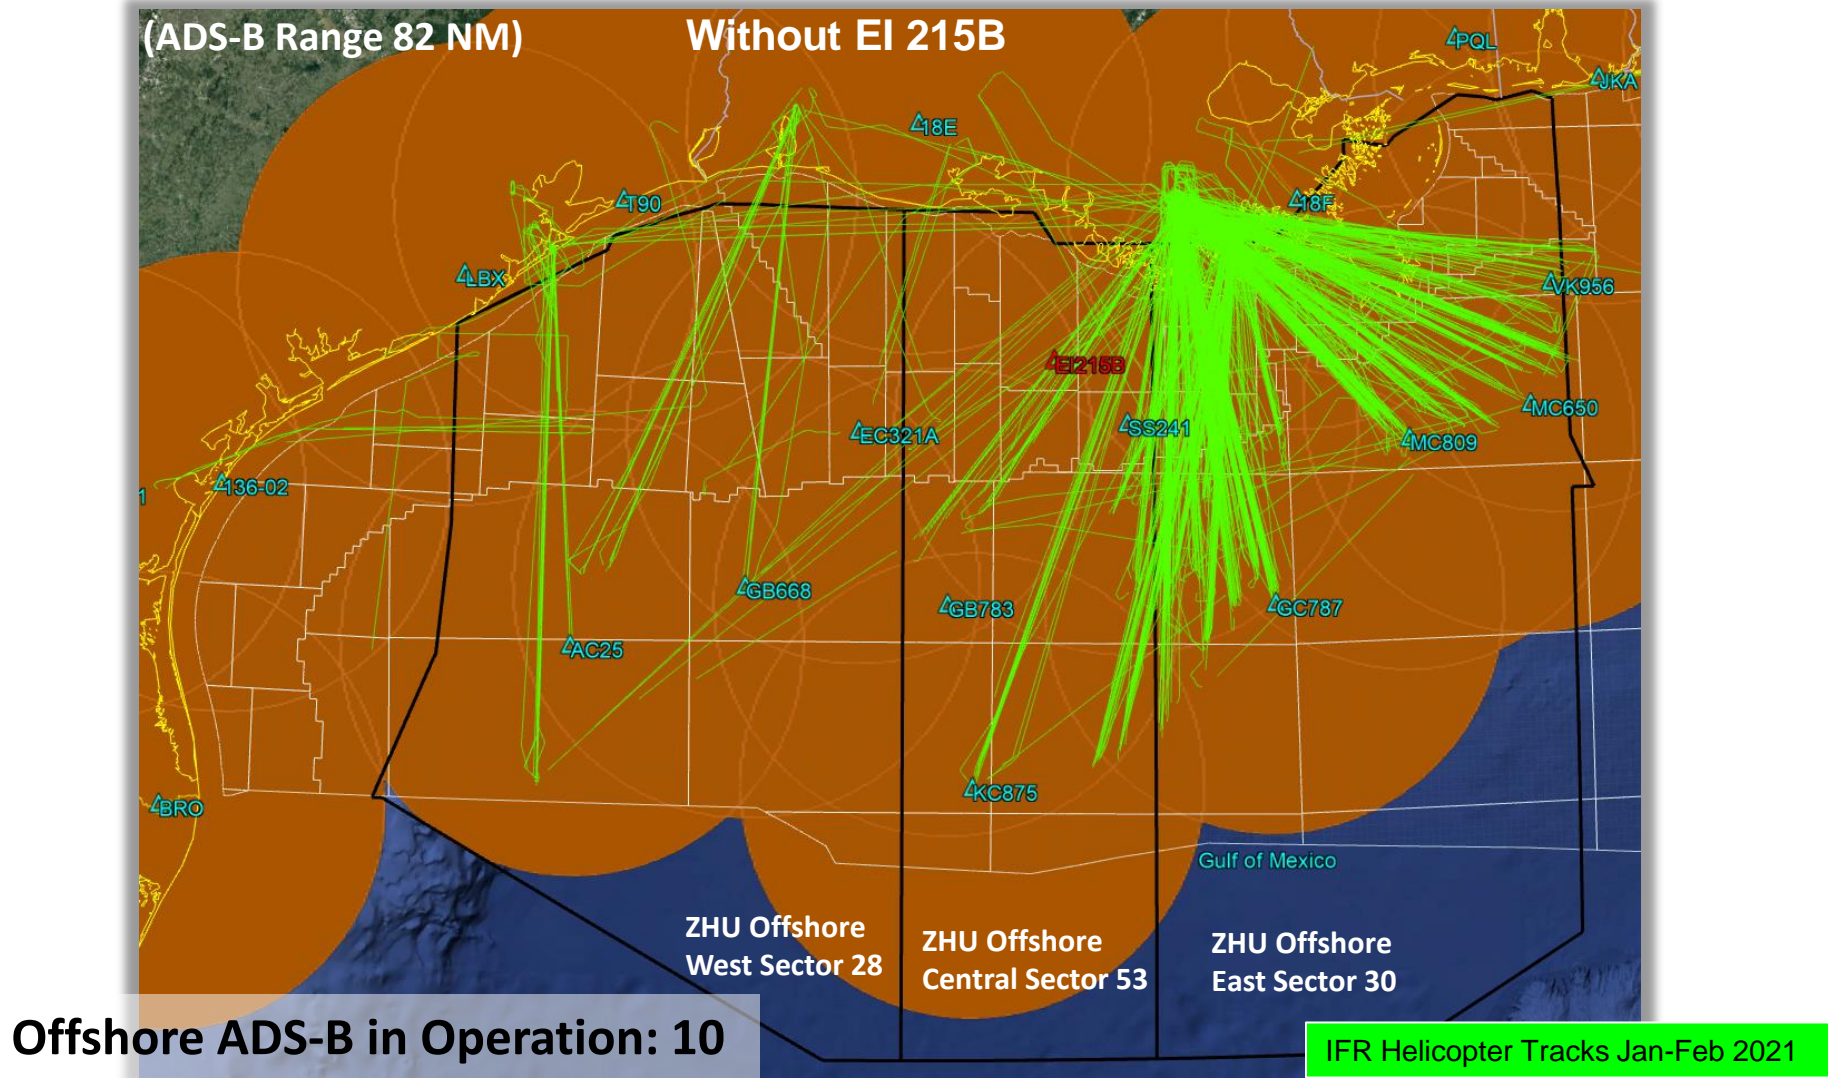 (ADS-B Range 82 NM)
Without EI 215B
PQL
JKA
18E
T90
18F
LBX
VK956
EI215B
MC650
EC321A
SS241
MC809
1
136-02
GB668
GB783
GC787
AC25
KC875
BRO
Gulf of Mexico
ZHU Offshore
West Sector 28
ZHU Offshore
Central Sector 53
ZHU Offshore
East Sector 30
Offshore ADS-B in Operation: 10
IFR Helicopter Tracks Jan-Feb 2021